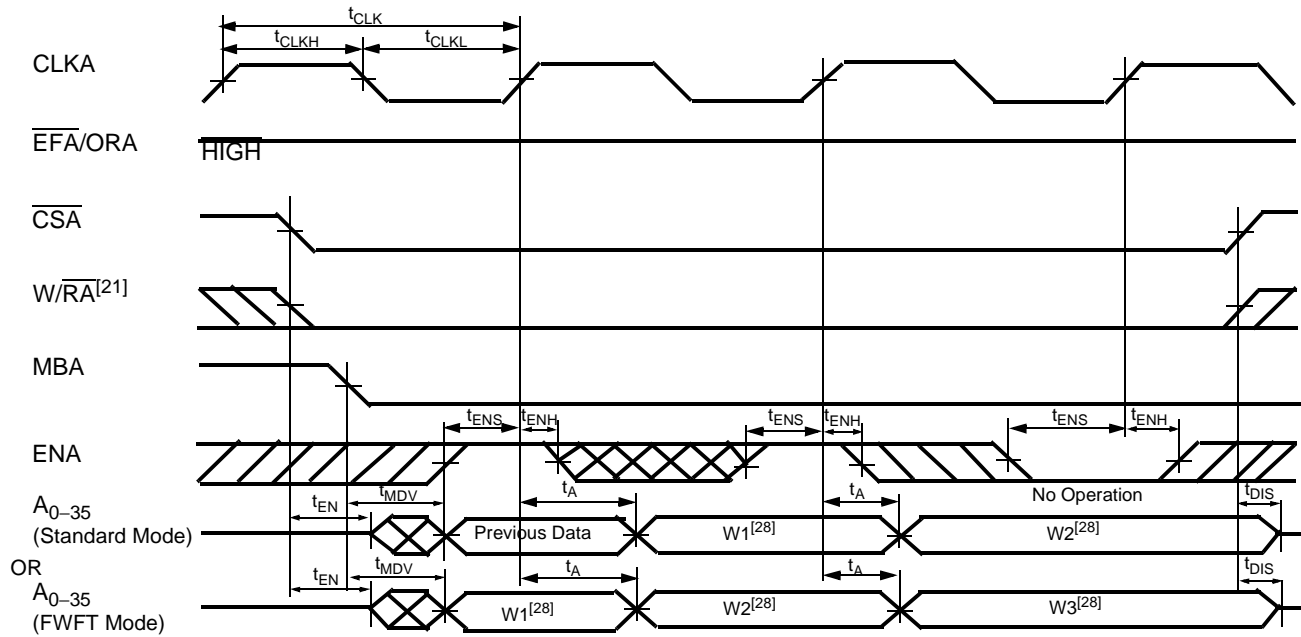 tCLK
tCLKH tCLKL
CLKA
EFA/ORA HIGH
CSA
W/RA[21]
MBA
tENS tENH tENS tENH tENS tENH
ENA
No Operation
A0–35
(Standard Mode)
tEN tMDV tA tA tDIS
Previous Data W1[28] W2[28]
OR
A0–35
(FWFT Mode)
tEN tMDV tA tA tDIS
W1[28] W2[28] W3[28]